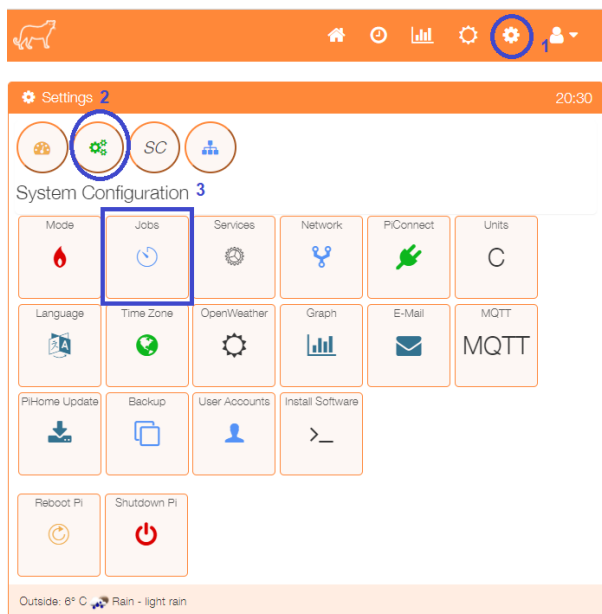 1
Settings 2 20:30
SC
System Configuration 3
Mode Jobs Services Network PiConnect Units
C
Language Time Zone OpenWeather Graph E-Mail MQTT
A MQTT
PiHome Update Backup User Accounts Install Software
>_
Reboot Pi Shutdown Pi
Outside: 6° C Rain - light rain